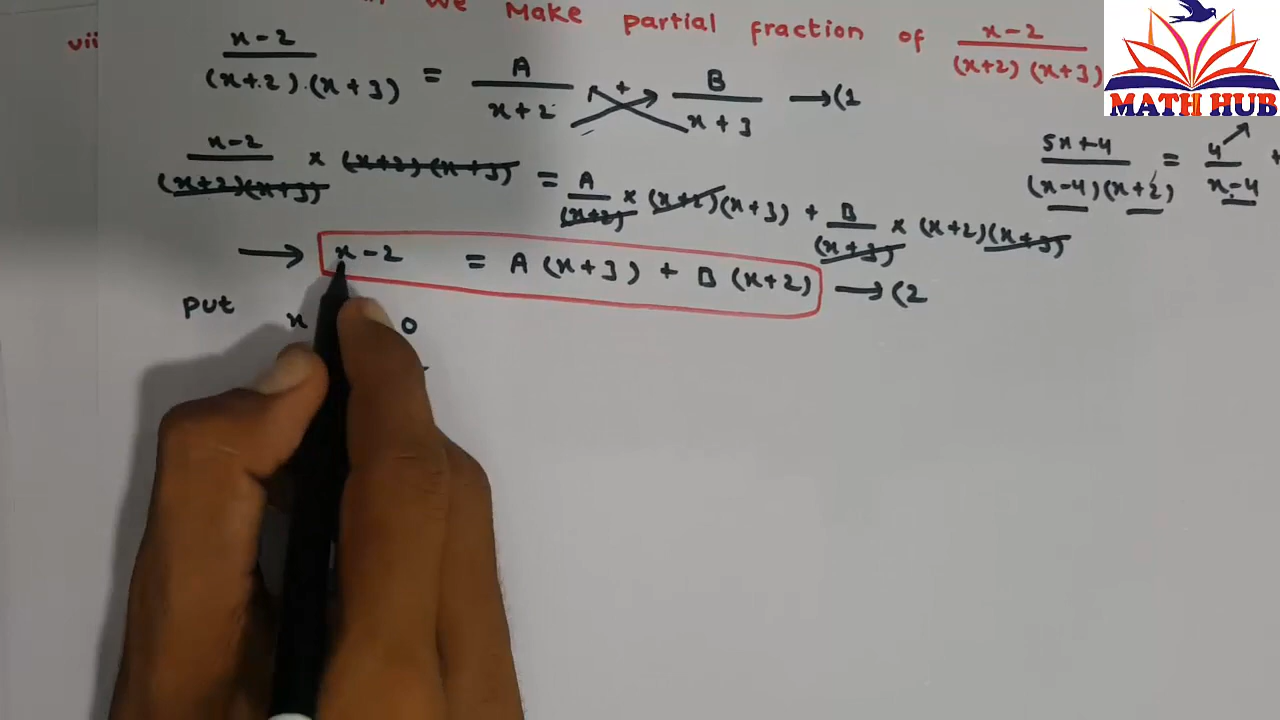 we Make partial fraction of x-2 / (x+2)(x+3)
MATH HUB
x-2 / (x+2).(x+3) = A / x+2 + B / x+3 →(1
x-2 / (x+2)(x+3) × (x+2)(x+3) = A / (x+2) × (x+2)(x+3) + B / (x+3) × (x+2)(x+3)
5x+4 / (x-4)(x+2) = 4 / x-4 +
→ x-2 = A(x+3) + B(x+2) →(2
put x 0